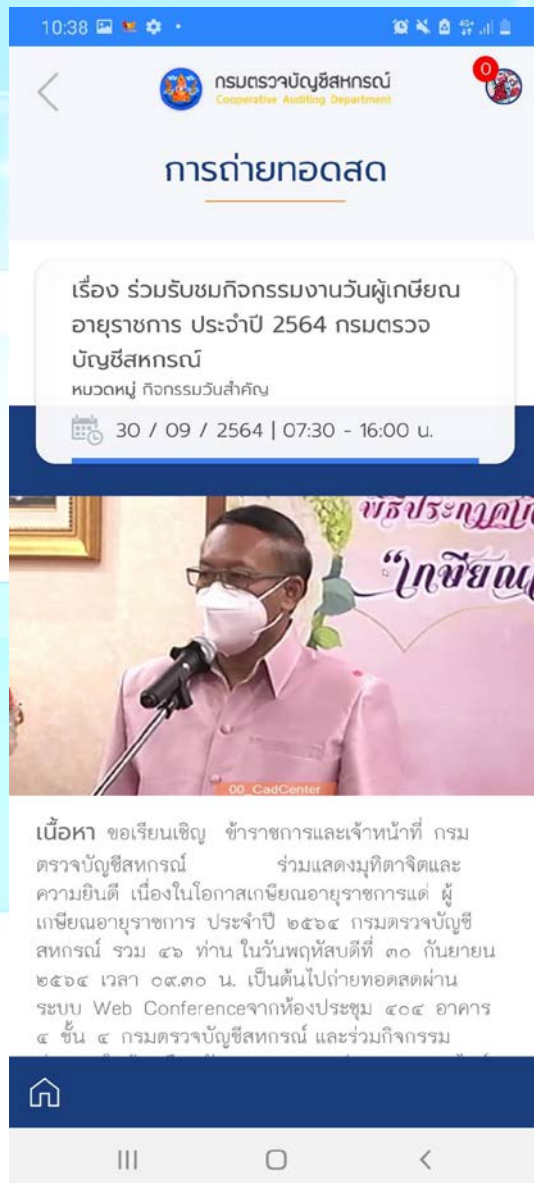 10:38
กรมตรวจบัญชีสหกรณ์
Cooperative Auditing Department
0
การถ่ายทอดสด
เรื่อง ร่วมรับชมกิจกรรมงานวันผู้เกษียณ
อายุราชการ ประจำปี 2564 กรมตรวจ
บัญชีสหกรณ์
หมวดหมู่ กิจกรรมวันสำคัญ
30 / 09 / 2564 | 07:30 - 16:00 น.
"เกษียณ
00_CadCenter
เนื้อหา ขอเรียนเชิญ ข้าราชการและเจ้าหน้าที่ กรม
ตรวจบัญชีสหกรณ์ ร่วมแสดงมุทิตาจิตและ
ความยินดี เนื่องในโอกาสเกษียณอายุราชการแด่ ผู้
เกษียณอายุราชการ ประจำปี ๒๕๖๔ กรมตรวจบัญชี
สหกรณ์ รวม ๔๖ ท่าน ในวันพฤหัสบดีที่ ๓๐ กันยายน
๒๕๖๔ เวลา ๐๙.๓๐ น. เป็นต้นไปถ่ายทอดสดผ่าน
ระบบ Web Conferenceจากห้องประชุม ๔๐๔ อาคาร
๔ ชั้น ๔ กรมตรวจบัญชีสหกรณ์ และร่วมกิจกรรม